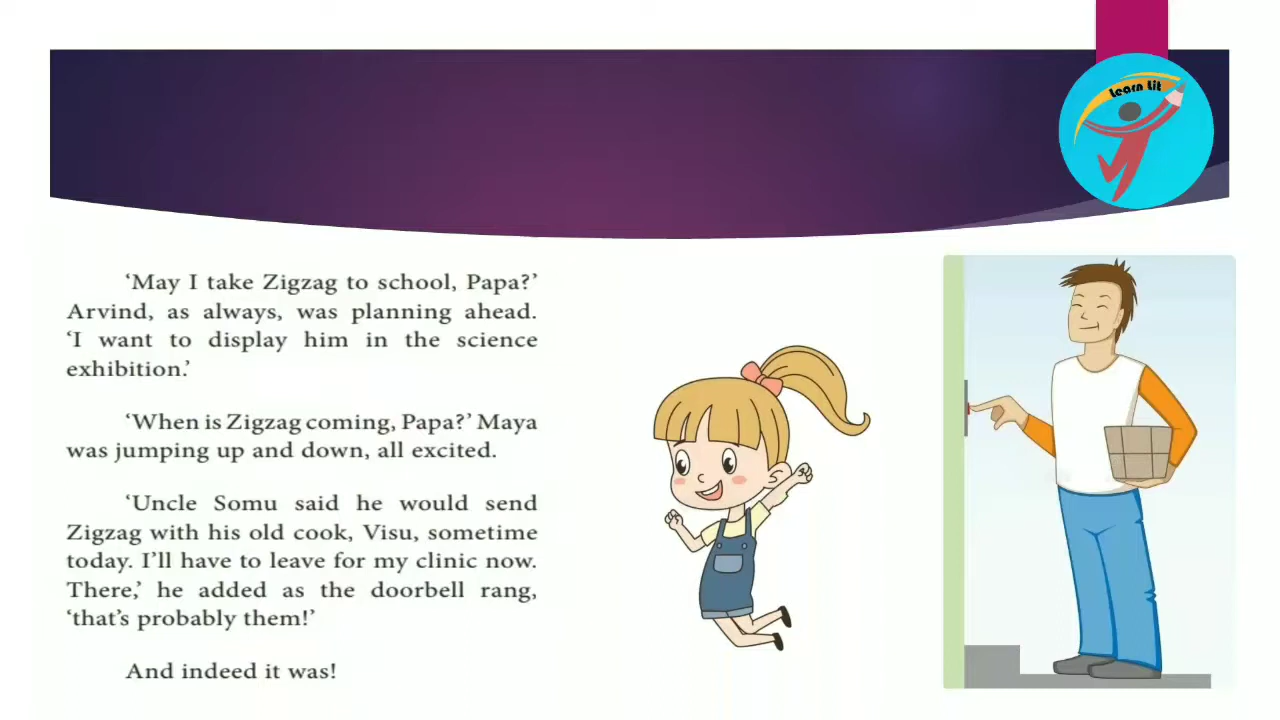 Learn Lit
‘May I take Zigzag to school, Papa?’
Arvind, as always, was planning ahead.
‘I want to display him in the science
exhibition.’
‘When is Zigzag coming, Papa?’ Maya
was jumping up and down, all excited.
‘Uncle Somu said he would send
Zigzag with his old cook, Visu, sometime
today. I’ll have to leave for my clinic now.
There,’ he added as the doorbell rang,
‘that’s probably them!’
And indeed it was!